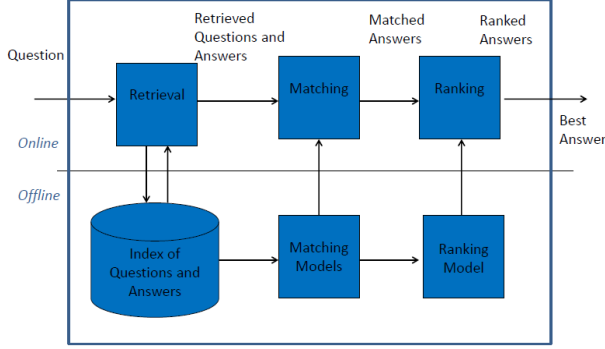 Retrieved
Questions and
Answers
Matched
Answers
Ranked
Answers
Question
Retrieval
Matching
Ranking
Best
Answer
Online
Offline
Index of
Questions and
Answers
Matching
Models
Ranking
Model